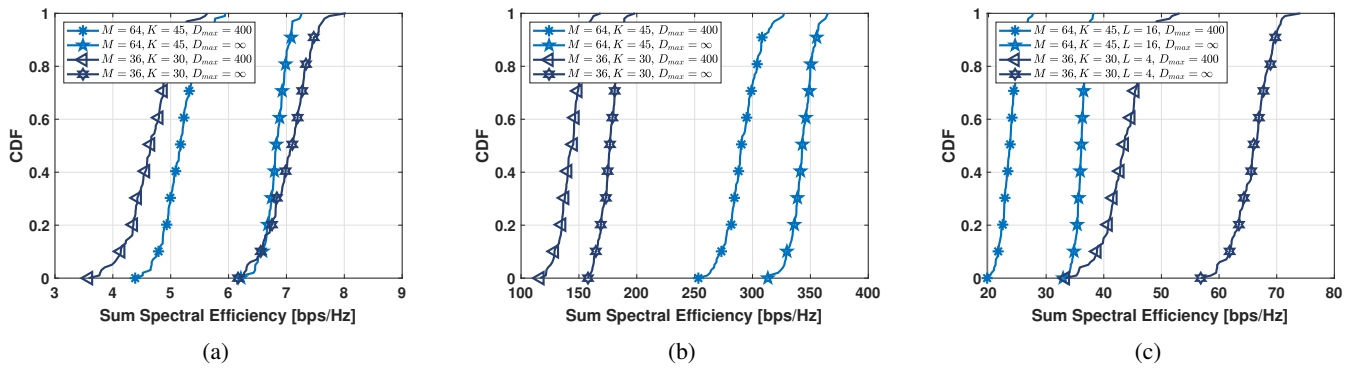 1
0.8
0.6
0.4
0.2
0
CDF
M = 64, K = 45, D_max = 400
M = 64, K = 45, D_max = ∞
M = 36, K = 30, D_max = 400
M = 36, K = 30, D_max = ∞
3 4 5 6 7 8 9
Sum Spectral Efficiency [bps/Hz]
(a)
1
0.8
0.6
0.4
0.2
0
CDF
M = 64, K = 45, D_max = 400
M = 64, K = 45, D_max = ∞
M = 36, K = 30, D_max = 400
M = 36, K = 30, D_max = ∞
100 150 200 250 300 350 400
Sum Spectral Efficiency [bps/Hz]
(b)
1
0.8
0.6
0.4
0.2
0
CDF
M = 64, K = 45, L = 16, D_max = 400
M = 64, K = 45, L = 16, D_max = ∞
M = 36, K = 30, L = 4, D_max = 400
M = 36, K = 30, L = 4, D_max = ∞
20 30 40 50 60 70 80
Sum Spectral Efficiency [bps/Hz]
(c)